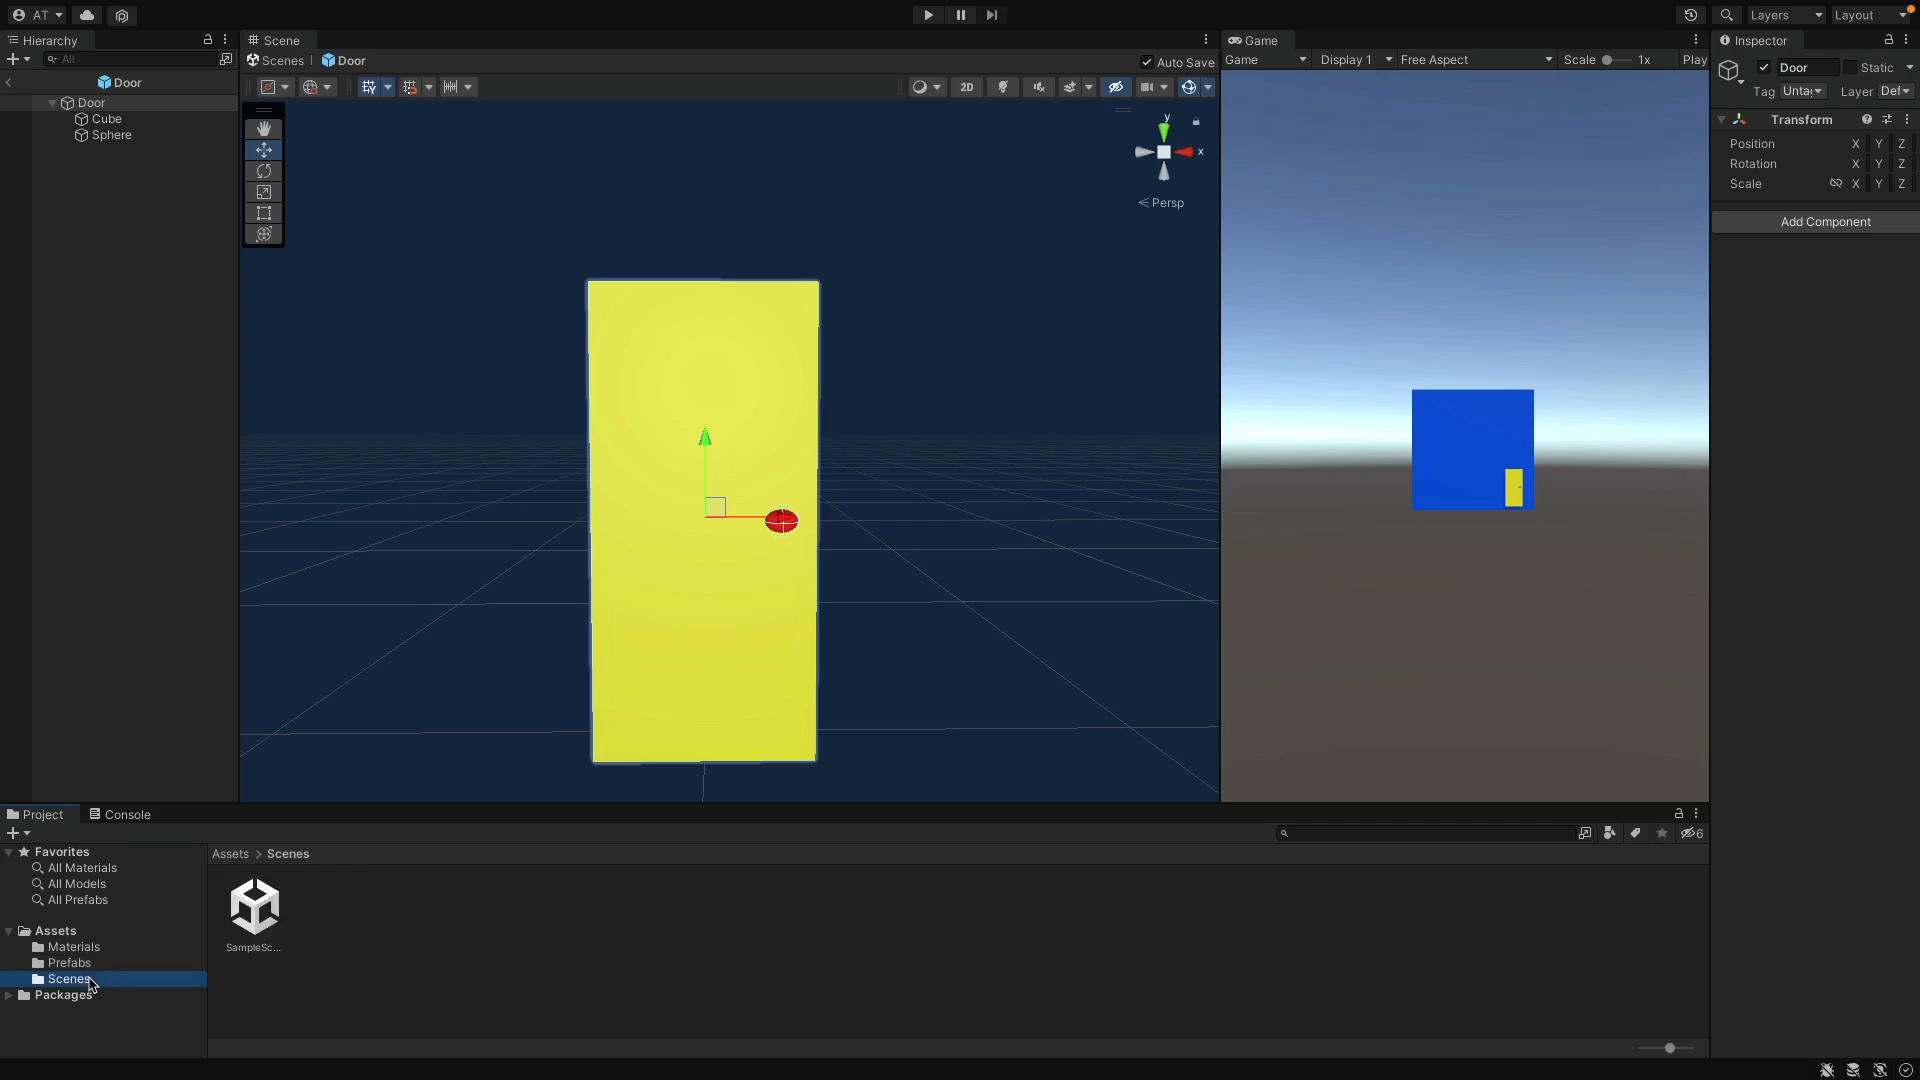 AT
Layers
Layout
Hierarchy
Scene
Game
Inspector
All
Scenes
Door
Auto Save
Game
Display 1
Free Aspect
Scale
1x
Play
Door
Static
Door
2D
Tag
Untag
Layer
Def
Door
Cube
Sphere
y
x
Persp
Transform
Position
X
Y
Z
Rotation
X
Y
Z
Scale
X
Y
Z
Add Component
Project
Console
6
Favorites
Assets > Scenes
All Materials
All Models
All Prefabs
Assets
Materials
SampleSc...
Prefabs
Scenes
Packages